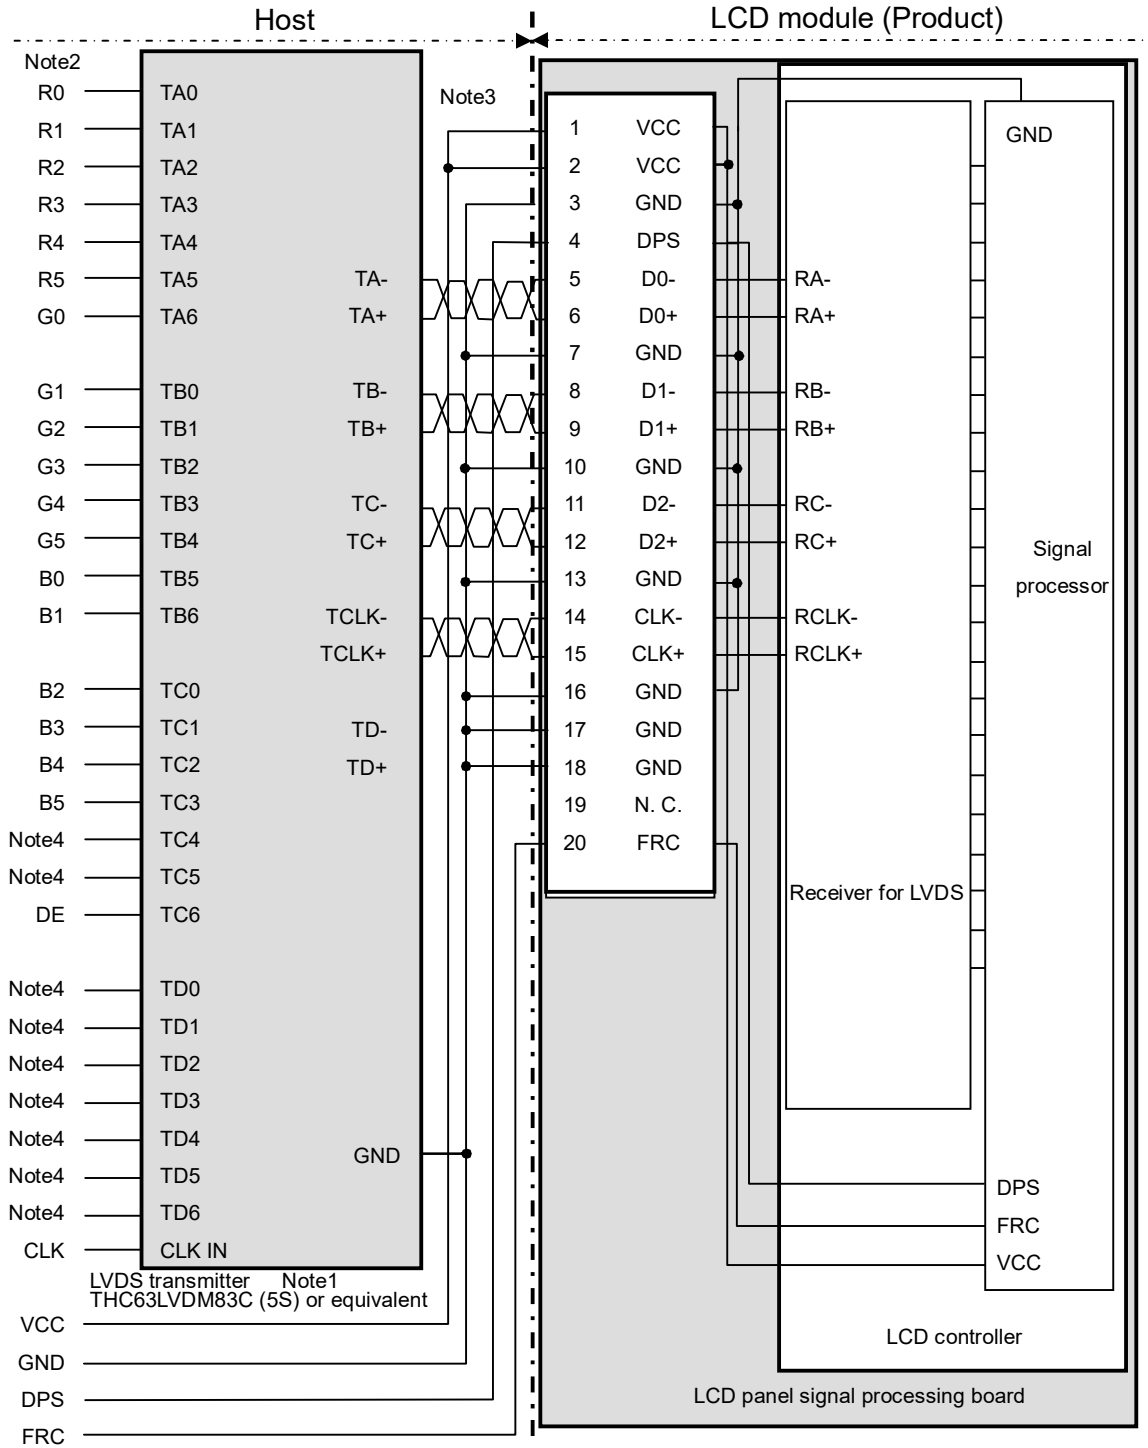 Host
LCD module (Product)
Note2
R0 TA0
R1 TA1
R2 TA2
R3 TA3
R4 TA4
R5 TA5 TA-
G0 TA6 TA+
G1 TB0 TB-
G2 TB1 TB+
G3 TB2
G4 TB3 TC-
G5 TB4 TC+
B0 TB5
B1 TB6 TCLK-
TCLK+
B2 TC0
B3 TC1 TD-
B4 TC2 TD+
B5 TC3
Note4 TC4
Note4 TC5
DE TC6
Note4 TD0
Note4 TD1
Note4 TD2
Note4 TD3
Note4 TD4 GND
Note4 TD5
Note4 TD6
CLK CLK IN
LVDS transmitter Note1
THC63LVDM83C (5S) or equivalent
VCC
GND
DPS
FRC
Note3
1 VCC
2 VCC
3 GND
4 DPS
5 D0- RA-
6 D0+ RA+
7 GND
8 D1- RB-
9 D1+ RB+
10 GND
11 D2- RC-
12 D2+ RC+
13 GND
14 CLK- RCLK-
15 CLK+ RCLK+
16 GND
17 GND
18 GND
19 N. C.
20 FRC
Receiver for LVDS
GND
Signal
processor
DPS
FRC
VCC
LCD controller
LCD panel signal processing board